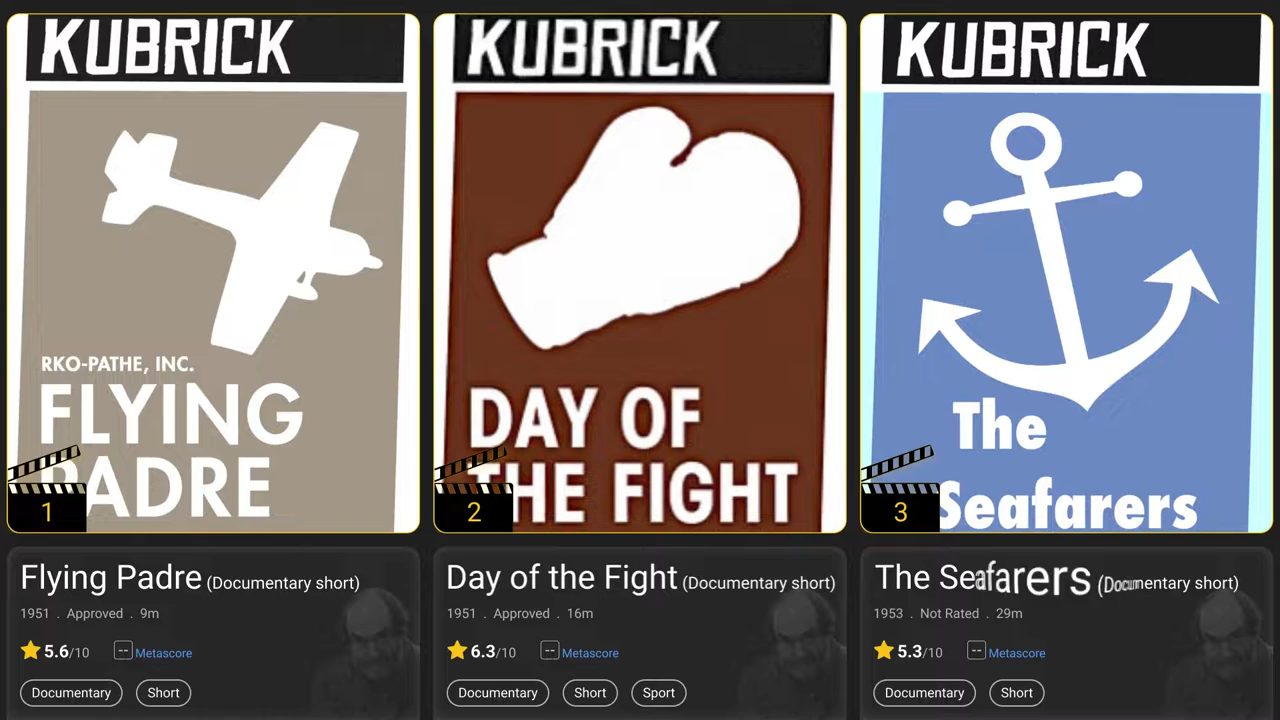 KUBRICK
RKO-PATHE, INC.
FLYING
PADRE
1
Flying Padre (Documentary short)
1951 . Approved . 9m
5.6/10 -- Metascore
Documentary Short
KUBRICK
DAY OF
THE FIGHT
2
Day of the Fight (Documentary short)
1951 . Approved . 16m
6.3/10 -- Metascore
Documentary Short Sport
KUBRICK
The
Seafarers
3
The Seafarers (Documentary short)
1953 . Not Rated . 29m
5.3/10 -- Metascore
Documentary Short